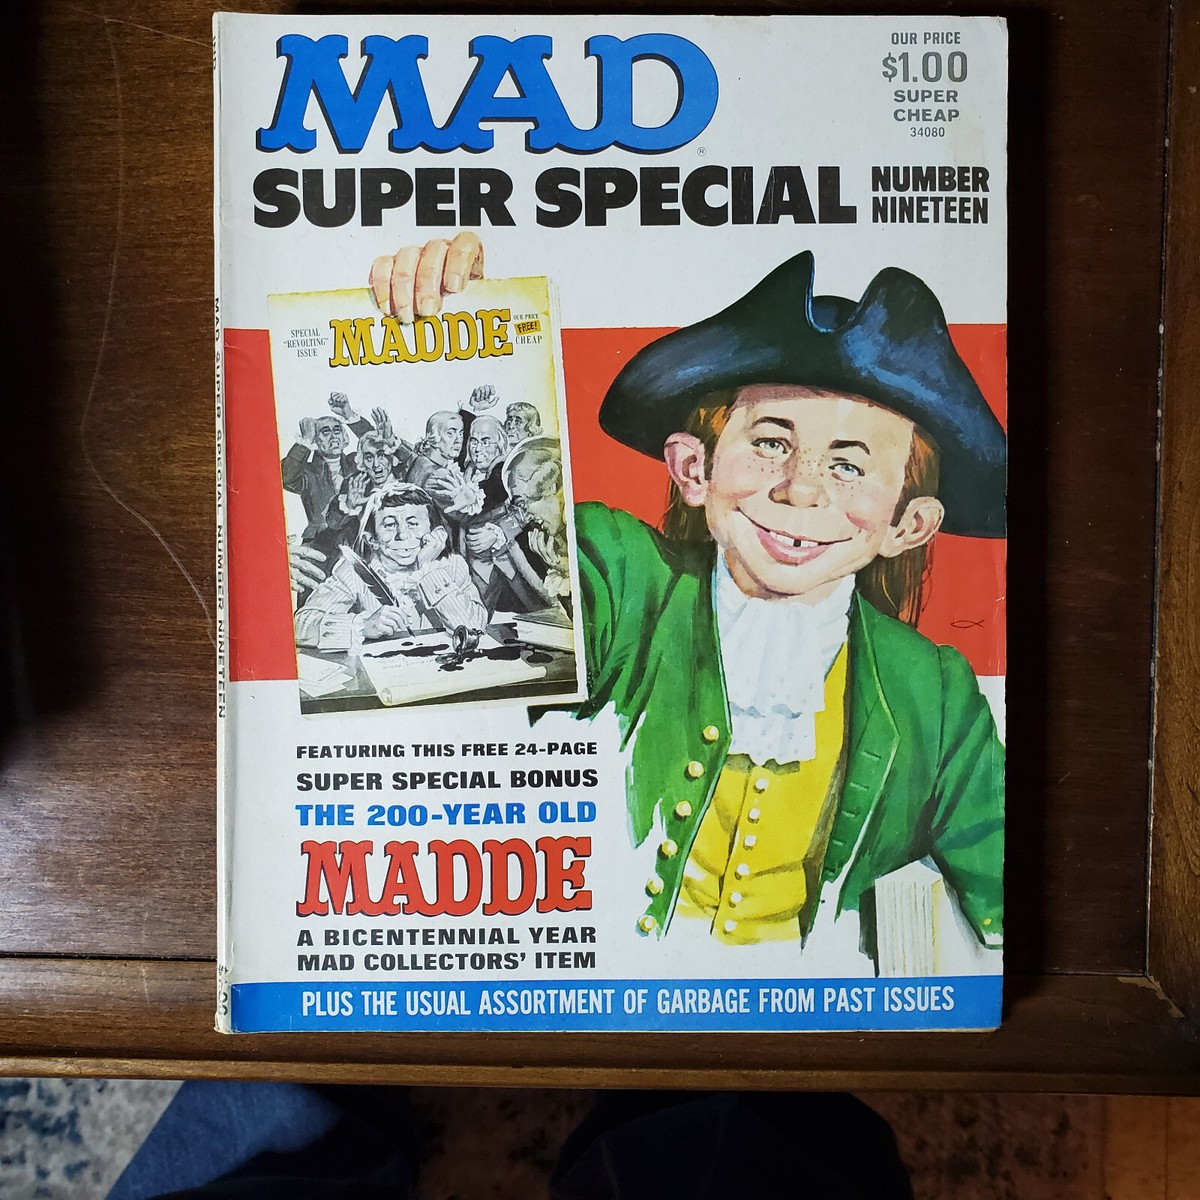 MAD
®
OUR PRICE
$1.00
SUPER
CHEAP
34080
SUPER SPECIAL
NUMBER
NINETEEN
SPECIAL
"REVOLTING"
ISSUE
MADDE
OUR PRICE
FREE!
CHEAP
FEATURING THIS FREE 24-PAGE
SUPER SPECIAL BONUS
THE 200-YEAR OLD
MADDE
A BICENTENNIAL YEAR
MAD COLLECTORS' ITEM
PLUS THE USUAL ASSORTMENT OF GARBAGE FROM PAST ISSUES
MAD SUPER SPECIAL NUMBER NINETEEN